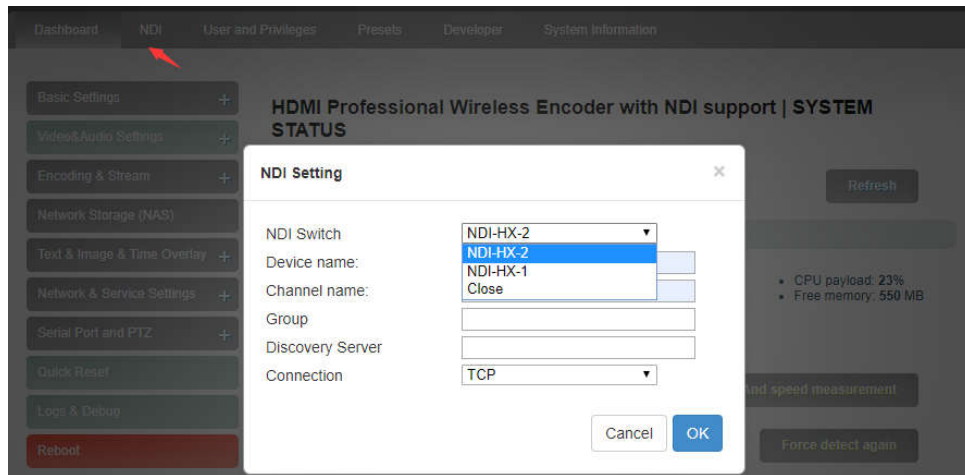 Dashboard NDI User and Privileges Presets Developer System Information
Basic Settings +
Video&Audio Settings +
Encoding & Stream +
Network Storage (NAS)
Text & Image & Time Overlay +
Network & Service Settings +
Serial Port and PTZ +
Quick Reset
Logs & Debug
Reboot
HDMI Professional Wireless Encoder with NDI support | SYSTEM
STATUS
Refresh
CPU payload: 23%
Free memory: 550 MB
And speed measurement
Force detect again
NDI Setting ×
NDI Switch NDI-HX-2
NDI-HX-2
NDI-HX-1
Close
Device name:
Channel name:
Group
Discovery Server
Connection TCP
Cancel OK